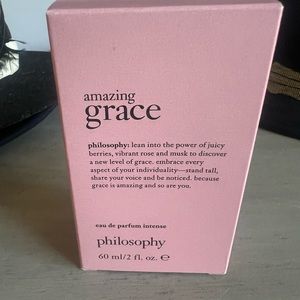 amazing
grace
philosophy: lean into the power of juicy
berries, vibrant rose and musk to discover
a new level of grace. embrace every
aspect of your individuality—stand tall,
share your voice and be noticed. because
grace is amazing and so are you.
eau de parfum intense
philosophy
60 ml/2 fl. oz. ℮